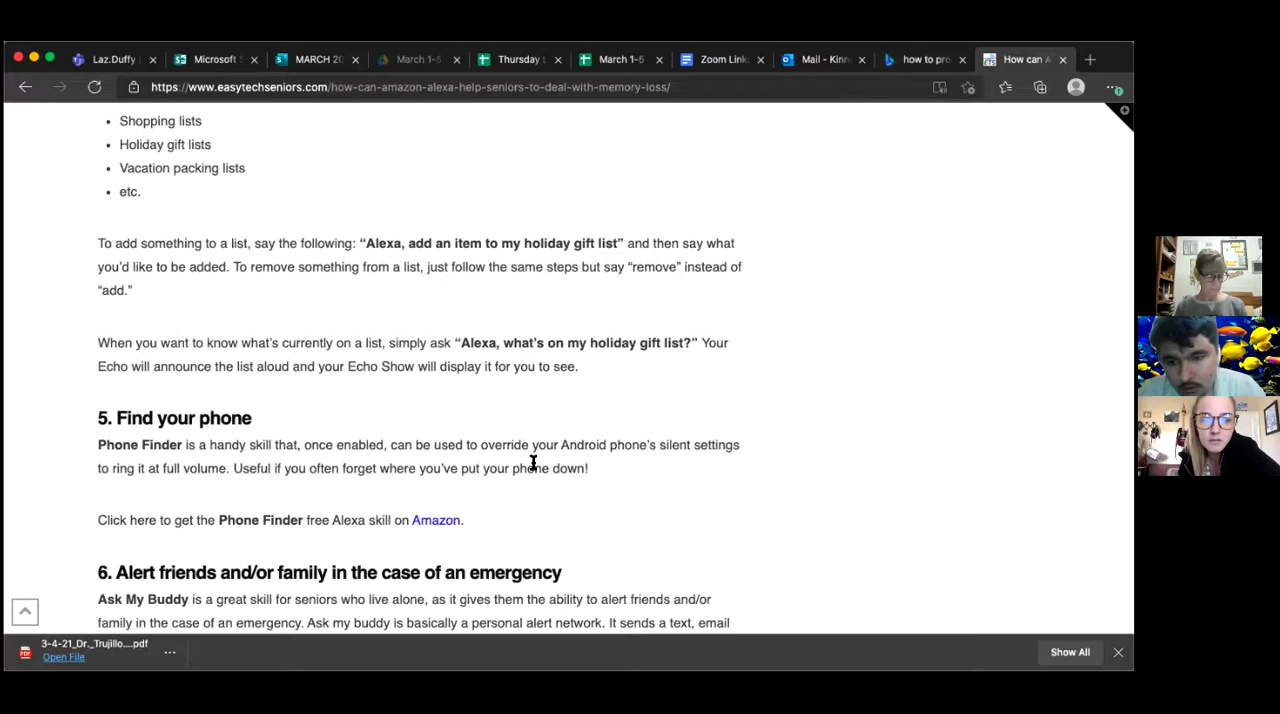 Laz.Duffy
Microsoft
MARCH 20
March 1-5
Thursday
March 1-5
Zoom Link
Mail - Kinn
how to pro
How can A
https://www.easytechseniors.com/how-can-amazon-alexa-help-seniors-to-deal-with-memory-loss/
• Shopping lists
• Holiday gift lists
• Vacation packing lists
• etc.
To add something to a list, say the following: “Alexa, add an item to my holiday gift list” and then say what
you’d like to be added. To remove something from a list, just follow the same steps but say “remove” instead of
“add.”
When you want to know what’s currently on a list, simply ask “Alexa, what’s on my holiday gift list?” Your
Echo will announce the list aloud and your Echo Show will display it for you to see.
5. Find your phone
Phone Finder is a handy skill that, once enabled, can be used to override your Android phone’s silent settings
to ring it at full volume. Useful if you often forget where you’ve put your phone down!
Click here to get the Phone Finder free Alexa skill on Amazon.
6. Alert friends and/or family in the case of an emergency
Ask My Buddy is a great skill for seniors who live alone, as it gives them the ability to alert friends and/or
family in the case of an emergency. Ask my buddy is basically a personal alert network. It sends a text, email
3-4-21_Dr._Trujillo....pdf
Open File
Show All